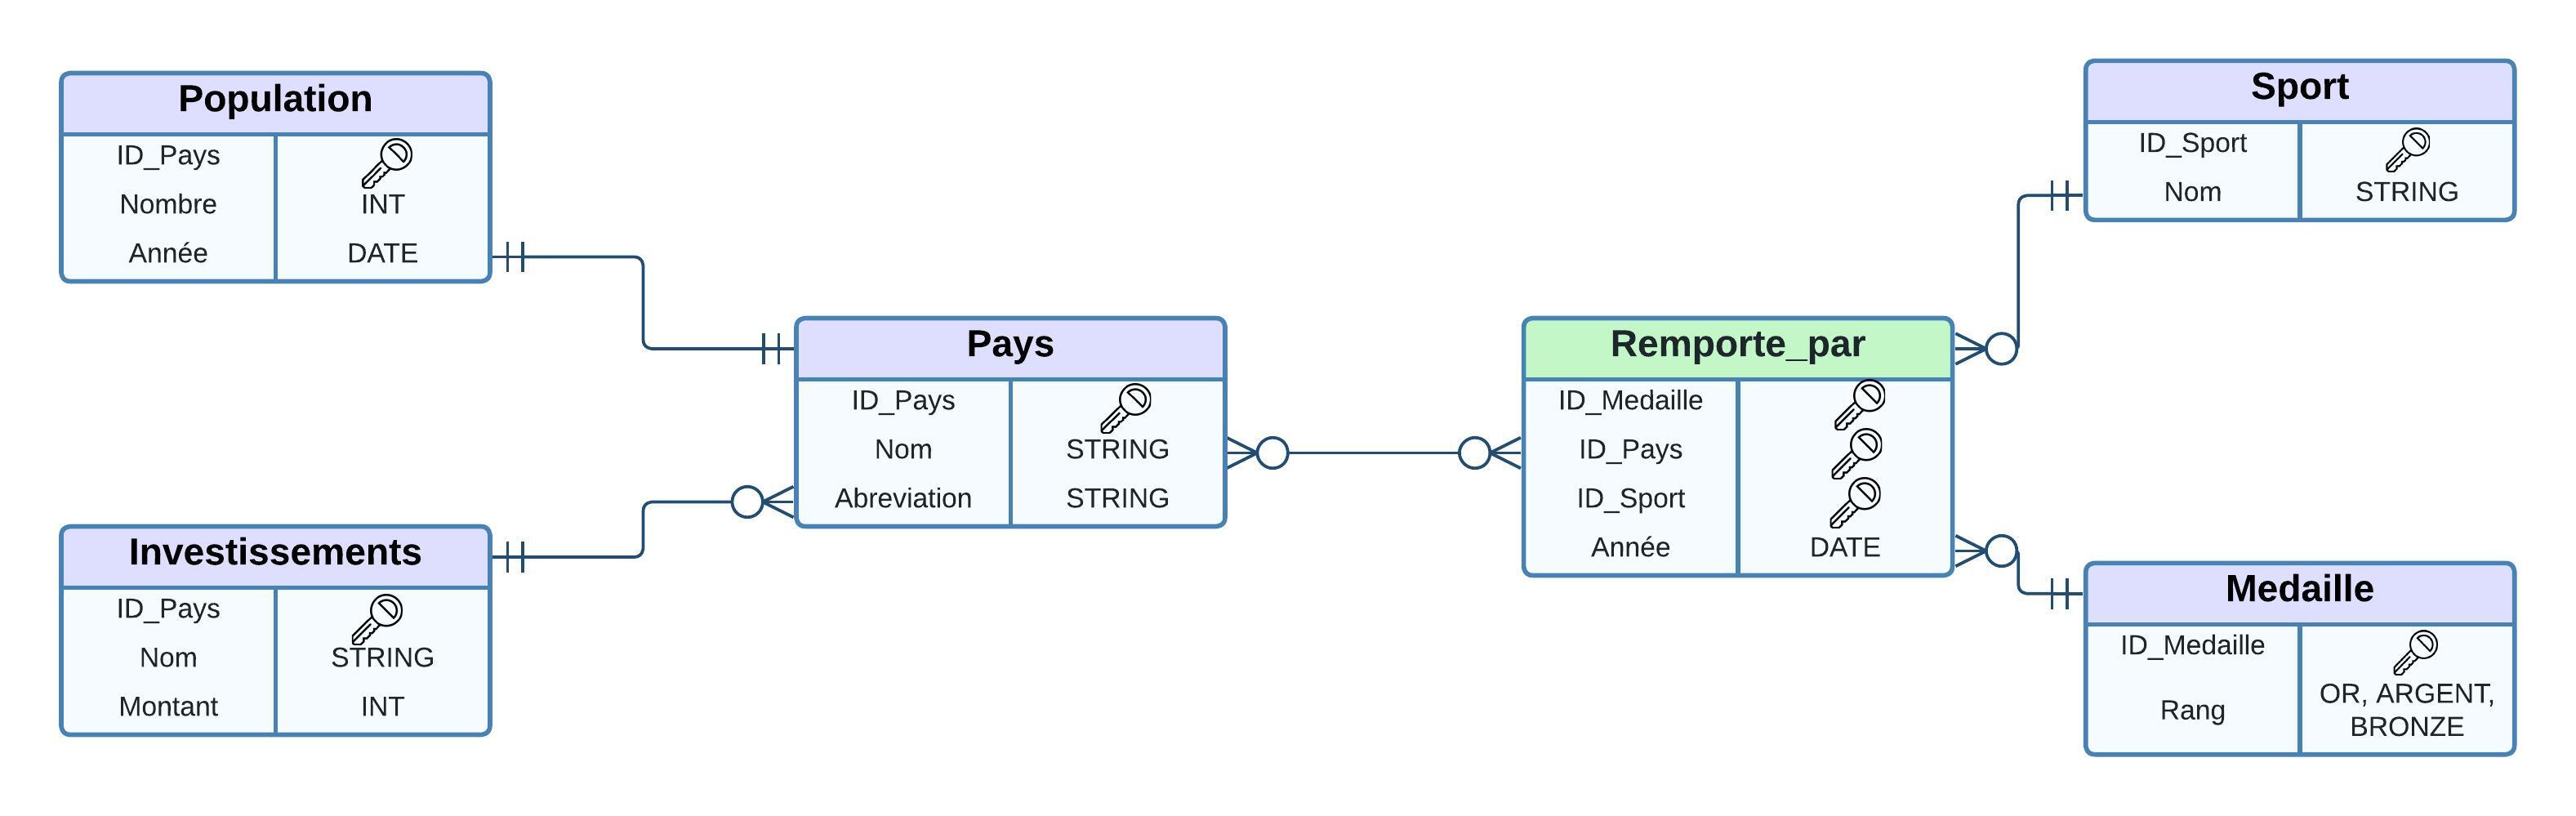 Population
ID_Pays
Nombre INT
Année DATE
Investissements
ID_Pays
Nom STRING
Montant INT
Pays
ID_Pays
Nom STRING
Abreviation STRING
Remporte_par
ID_Medaille
ID_Pays
ID_Sport
Année DATE
Sport
ID_Sport
Nom STRING
Medaille
ID_Medaille
Rang OR, ARGENT,
BRONZE